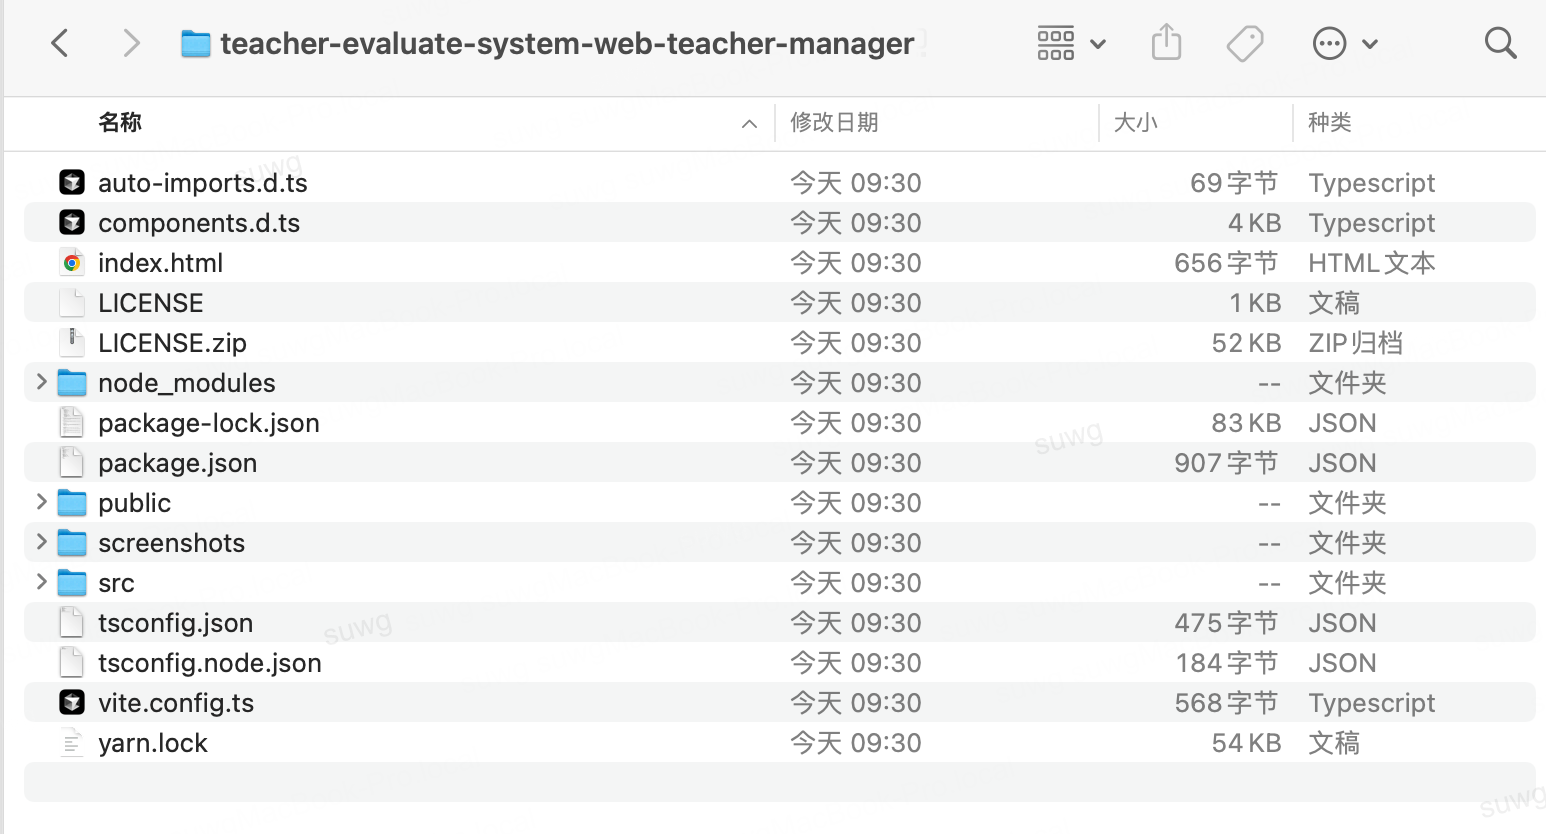 teacher-evaluate-system-web-teacher-manager
名称 修改日期 大小 种类
auto-imports.d.ts 今天 09:30 69字节 Typescript
components.d.ts 今天 09:30 4 KB Typescript
index.html 今天 09:30 656字节 HTML文本
LICENSE 今天 09:30 1 KB 文稿
LICENSE.zip 今天 09:30 52 KB ZIP归档
node_modules 今天 09:30 -- 文件夹
package-lock.json 今天 09:30 83 KB JSON
package.json 今天 09:30 907字节 JSON
public 今天 09:30 -- 文件夹
screenshots 今天 09:30 -- 文件夹
src 今天 09:30 -- 文件夹
tsconfig.json 今天 09:30 475字节 JSON
tsconfig.node.json 今天 09:30 184字节 JSON
vite.config.ts 今天 09:30 568字节 Typescript
yarn.lock 今天 09:30 54 KB 文稿
suwg
suwg
suwg
suwg